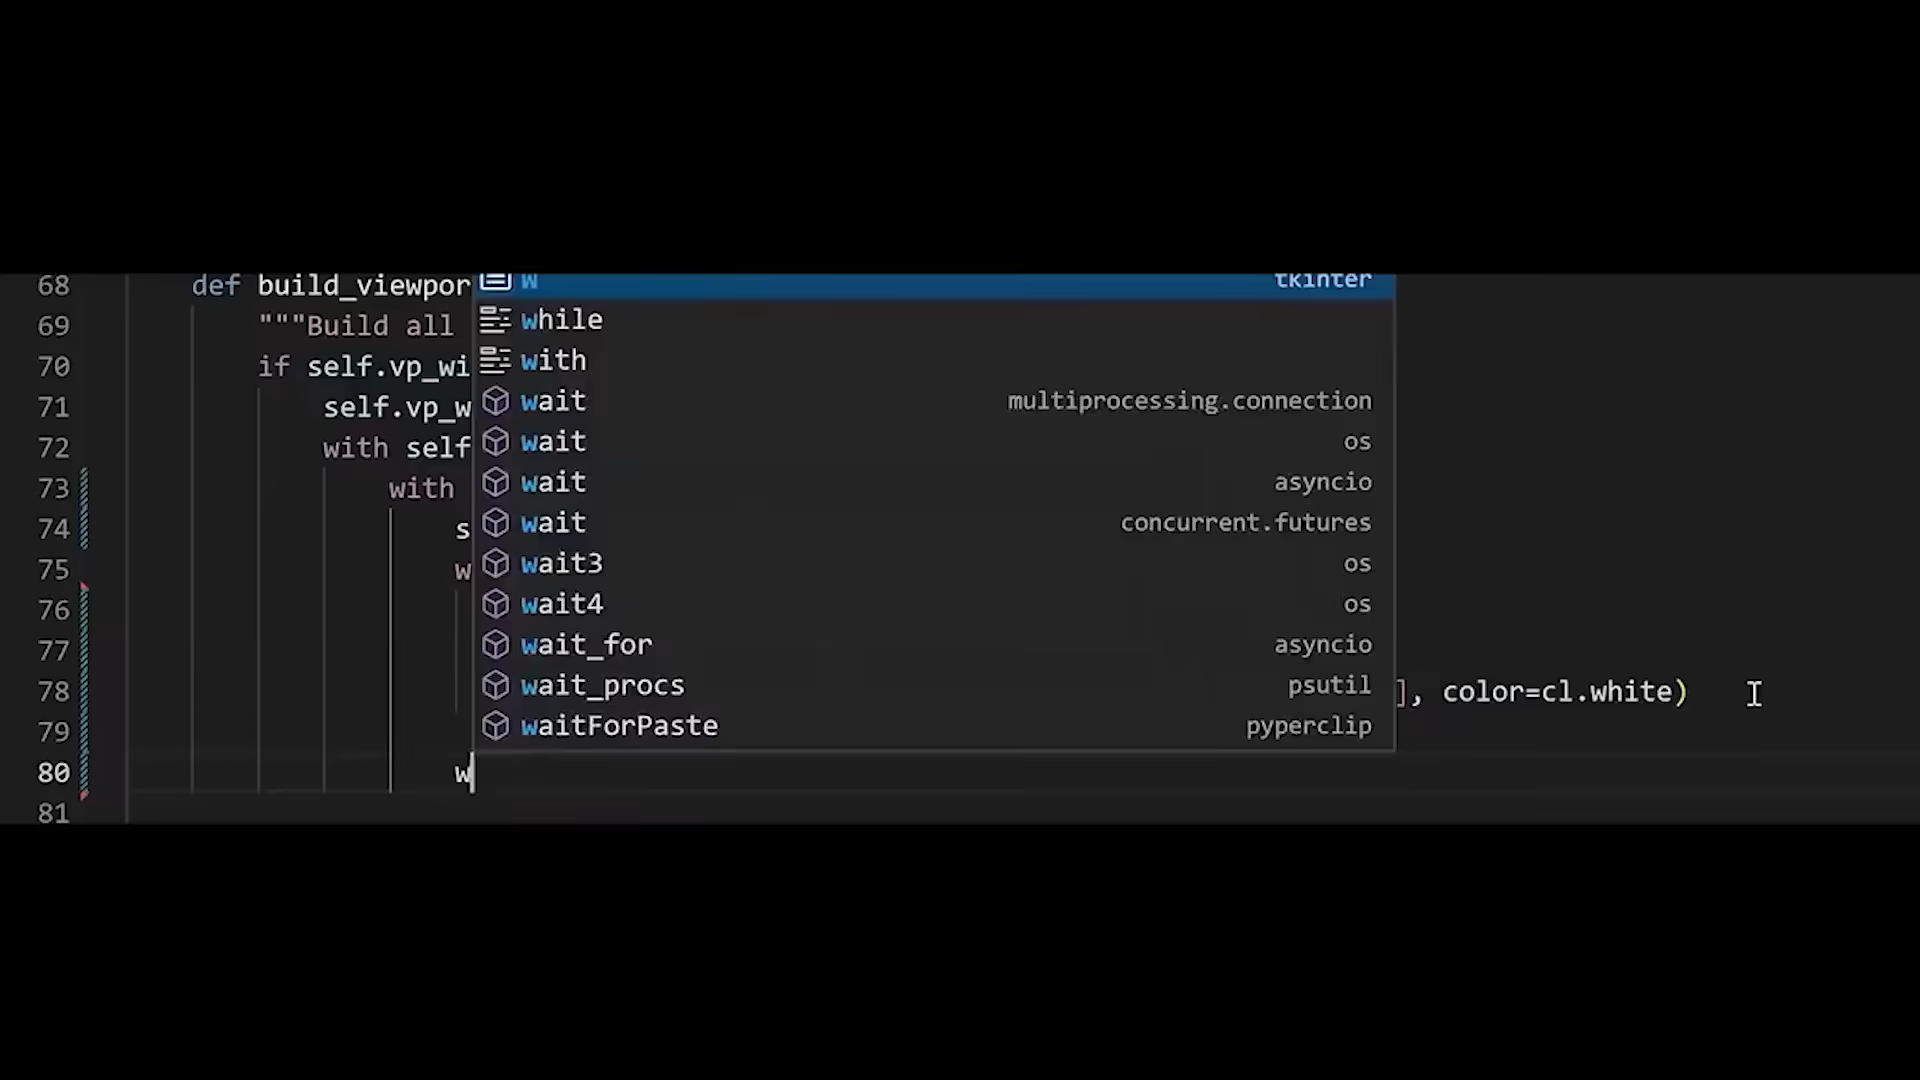 68 def build_viewpor W tkinter
69 """Build all while
70 if self.vp_wi with
71 self.vp_w wait multiprocessing.connection
72 with self wait os
73 with wait asyncio
74 s wait concurrent.futures
75 w wait3 os
76 wait4 os
77 wait_for asyncio
78 wait_procs psutil ], color=cl.white)
79 waitForPaste pyperclip
80 w
81